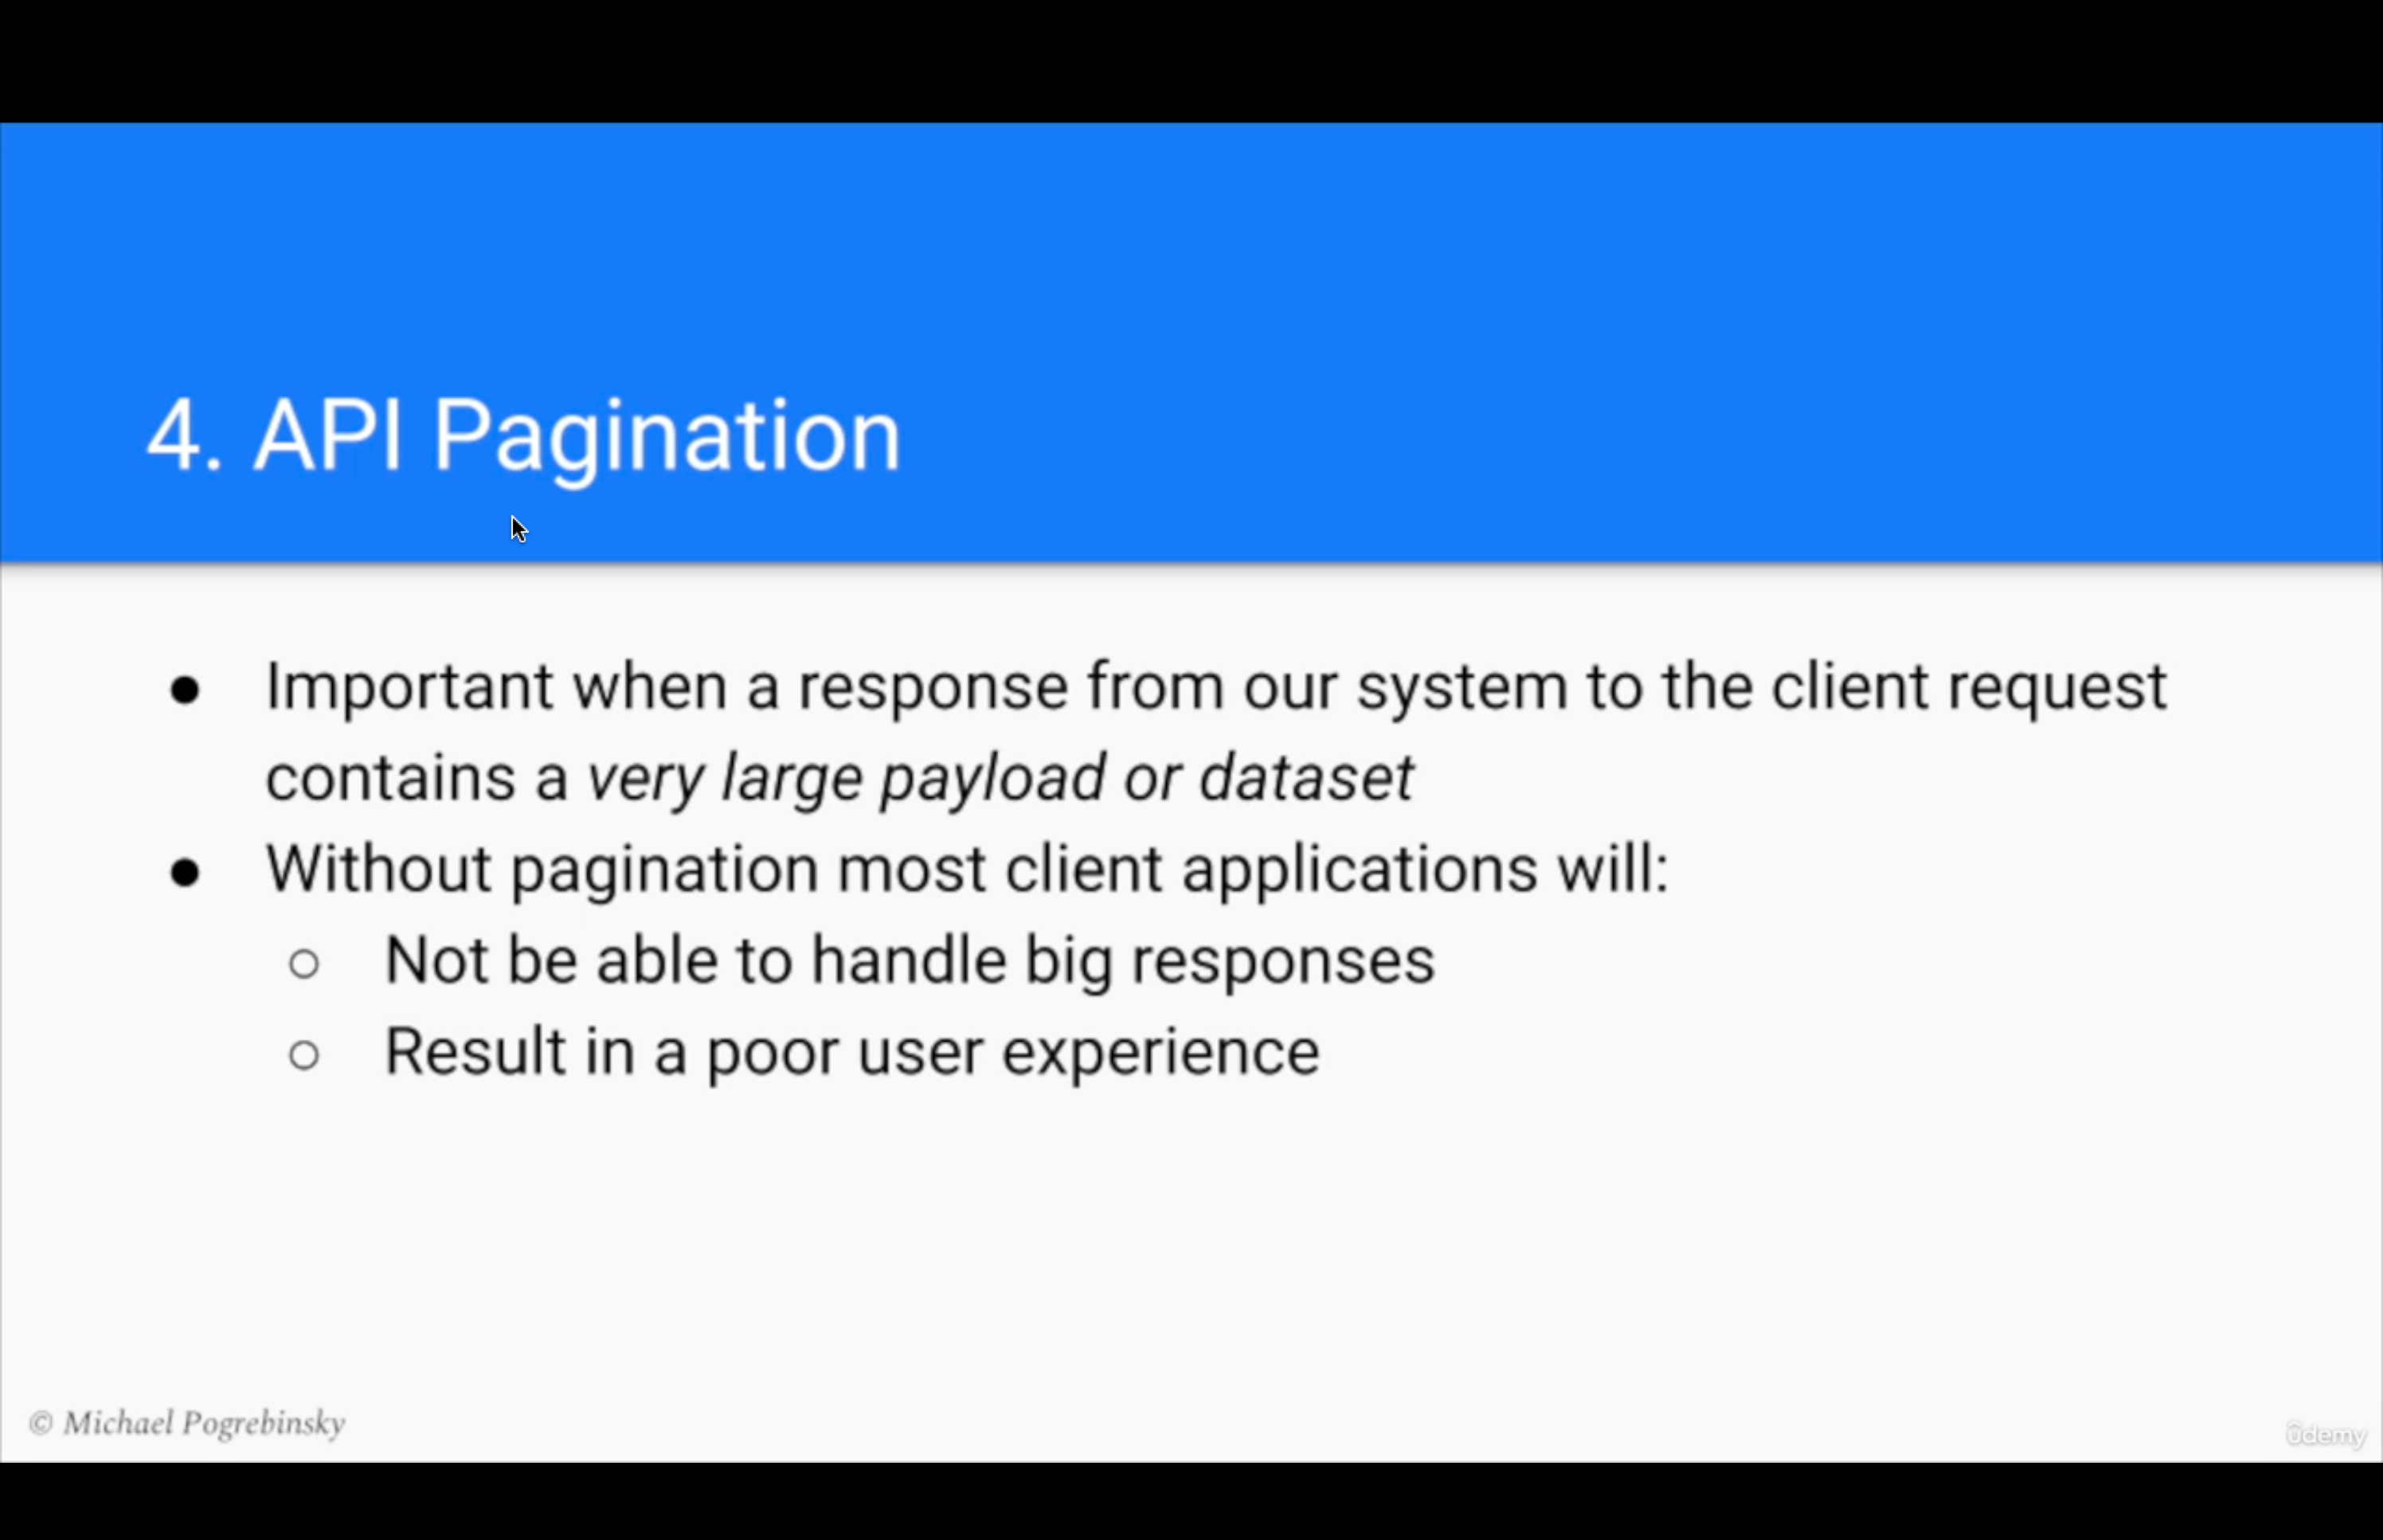 4. API Pagination
● Important when a response from our system to the client request
contains a very large payload or dataset
● Without pagination most client applications will:
○ Not be able to handle big responses
○ Result in a poor user experience
© Michael Pogrebinsky
ûdemy